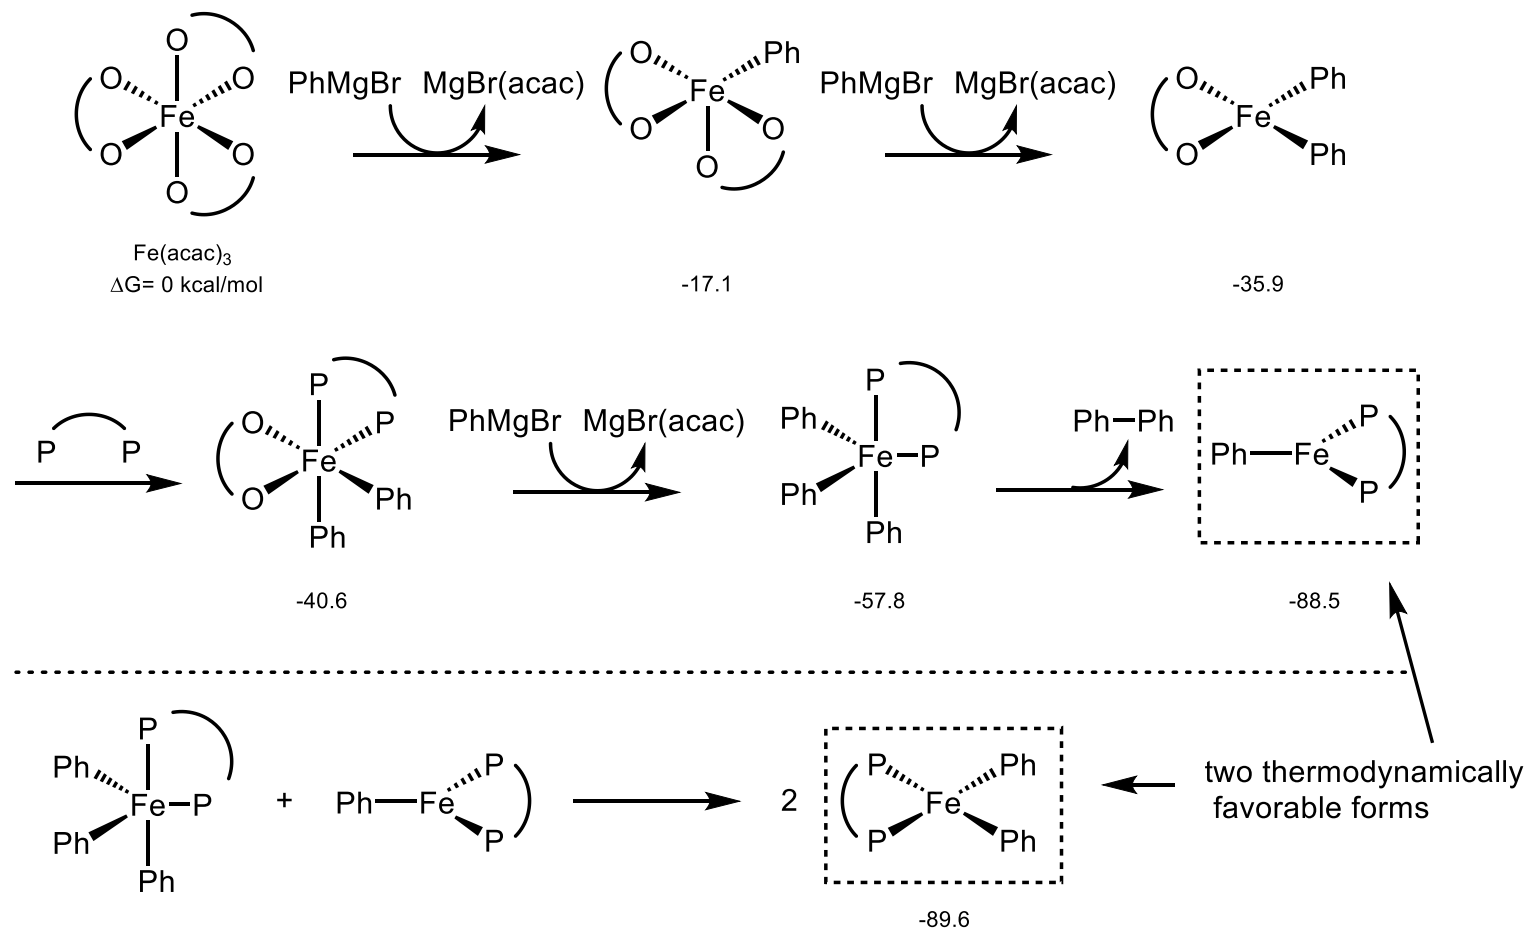 O O O O O O Fe
Fe(acac)3
ΔG= 0 kcal/mol
PhMgBr MgBr(acac)
O O Fe Ph O O
-17.1
PhMgBr MgBr(acac)
O O Fe Ph Ph
-35.9
P P
O O Fe P P Ph Ph
-40.6
PhMgBr MgBr(acac)
P Ph Fe P Ph Ph
-57.8
Ph-Ph
Ph Fe P P
-88.5
P Ph Fe P Ph Ph
+
Ph Fe P P
2
P P Fe Ph Ph
-89.6
two thermodynamically
favorable forms